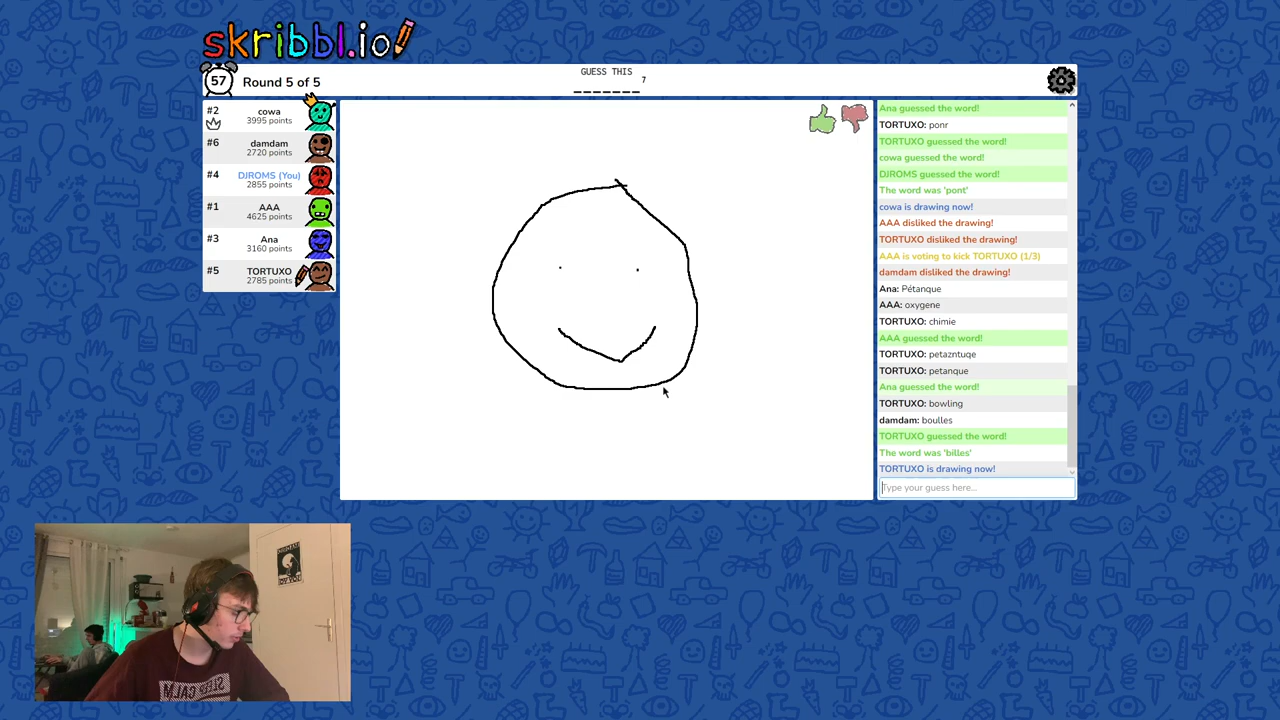 skribbl.io
57
Round 5 of 5
GUESS THIS
_______ 7
#2
cowa
3995 points
#6
damdam
2720 points
#4
DJROMS (You)
2855 points
#1
AAA
4625 points
#3
Ana
3160 points
#5
TORTUXO
2785 points
Ana guessed the word!
TORTUXO: ponr
TORTUXO guessed the word!
cowa guessed the word!
DJROMS guessed the word!
The word was 'pont'
cowa is drawing now!
AAA disliked the drawing!
TORTUXO disliked the drawing!
AAA is voting to kick TORTUXO (1/3)
damdam disliked the drawing!
Ana: Pétanque
AAA: oxygene
TORTUXO: chimie
AAA guessed the word!
TORTUXO: petazntuqe
TORTUXO: petanque
Ana guessed the word!
TORTUXO: bowling
damdam: boulles
TORTUXO guessed the word!
The word was 'billes'
TORTUXO is drawing now!
Type your guess here...